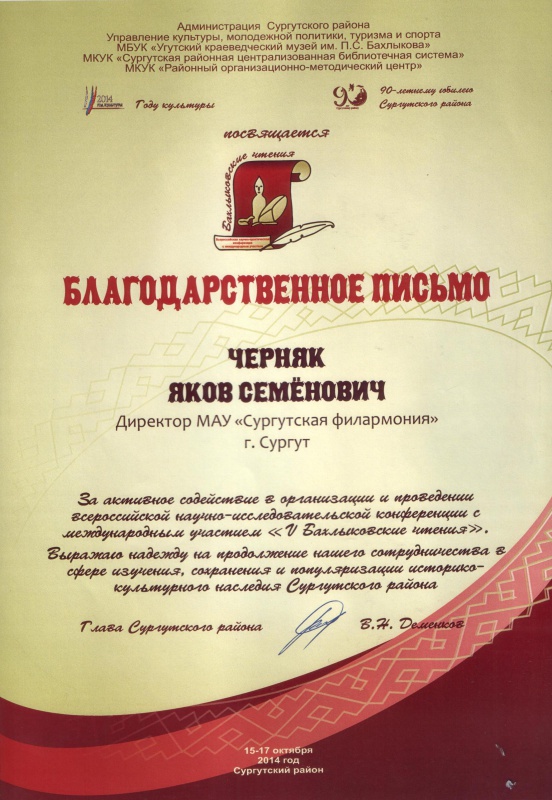 Администрация Сургутского района
Управление культуры, молодежной политики, туризма и спорта
МБУК «Угутский краеведческий музей им. П.С. Бахлыкова»
МКУК «Сургутская районная централизованная библиотечная система»
МКУК «Районный организационно-методический центр»
2014
Году культуры
90-летнему юбилею
Сургутского района
посвящается
Бахлыковские чтения
БЛАГОДАРСТВЕННОЕ ПИСЬМО
ЧЕРНЯК
ЯКОВ СЕМЁНОВИЧ
Директор МАУ «Сургутская филармония»
г. Сургут
За активное содействие в организации и проведении
всероссийской научно-исследовательской конференции с
международным участием «V Бахлыковские чтения».
Выражаю надежду на продолжение нашего сотрудничества в
сфере изучения, сохранения и популяризации историко-
культурного наследия Сургутского района
Глава Сургутского района В.Н. Деменков
15-17 октября
2014 год
Сургутский район